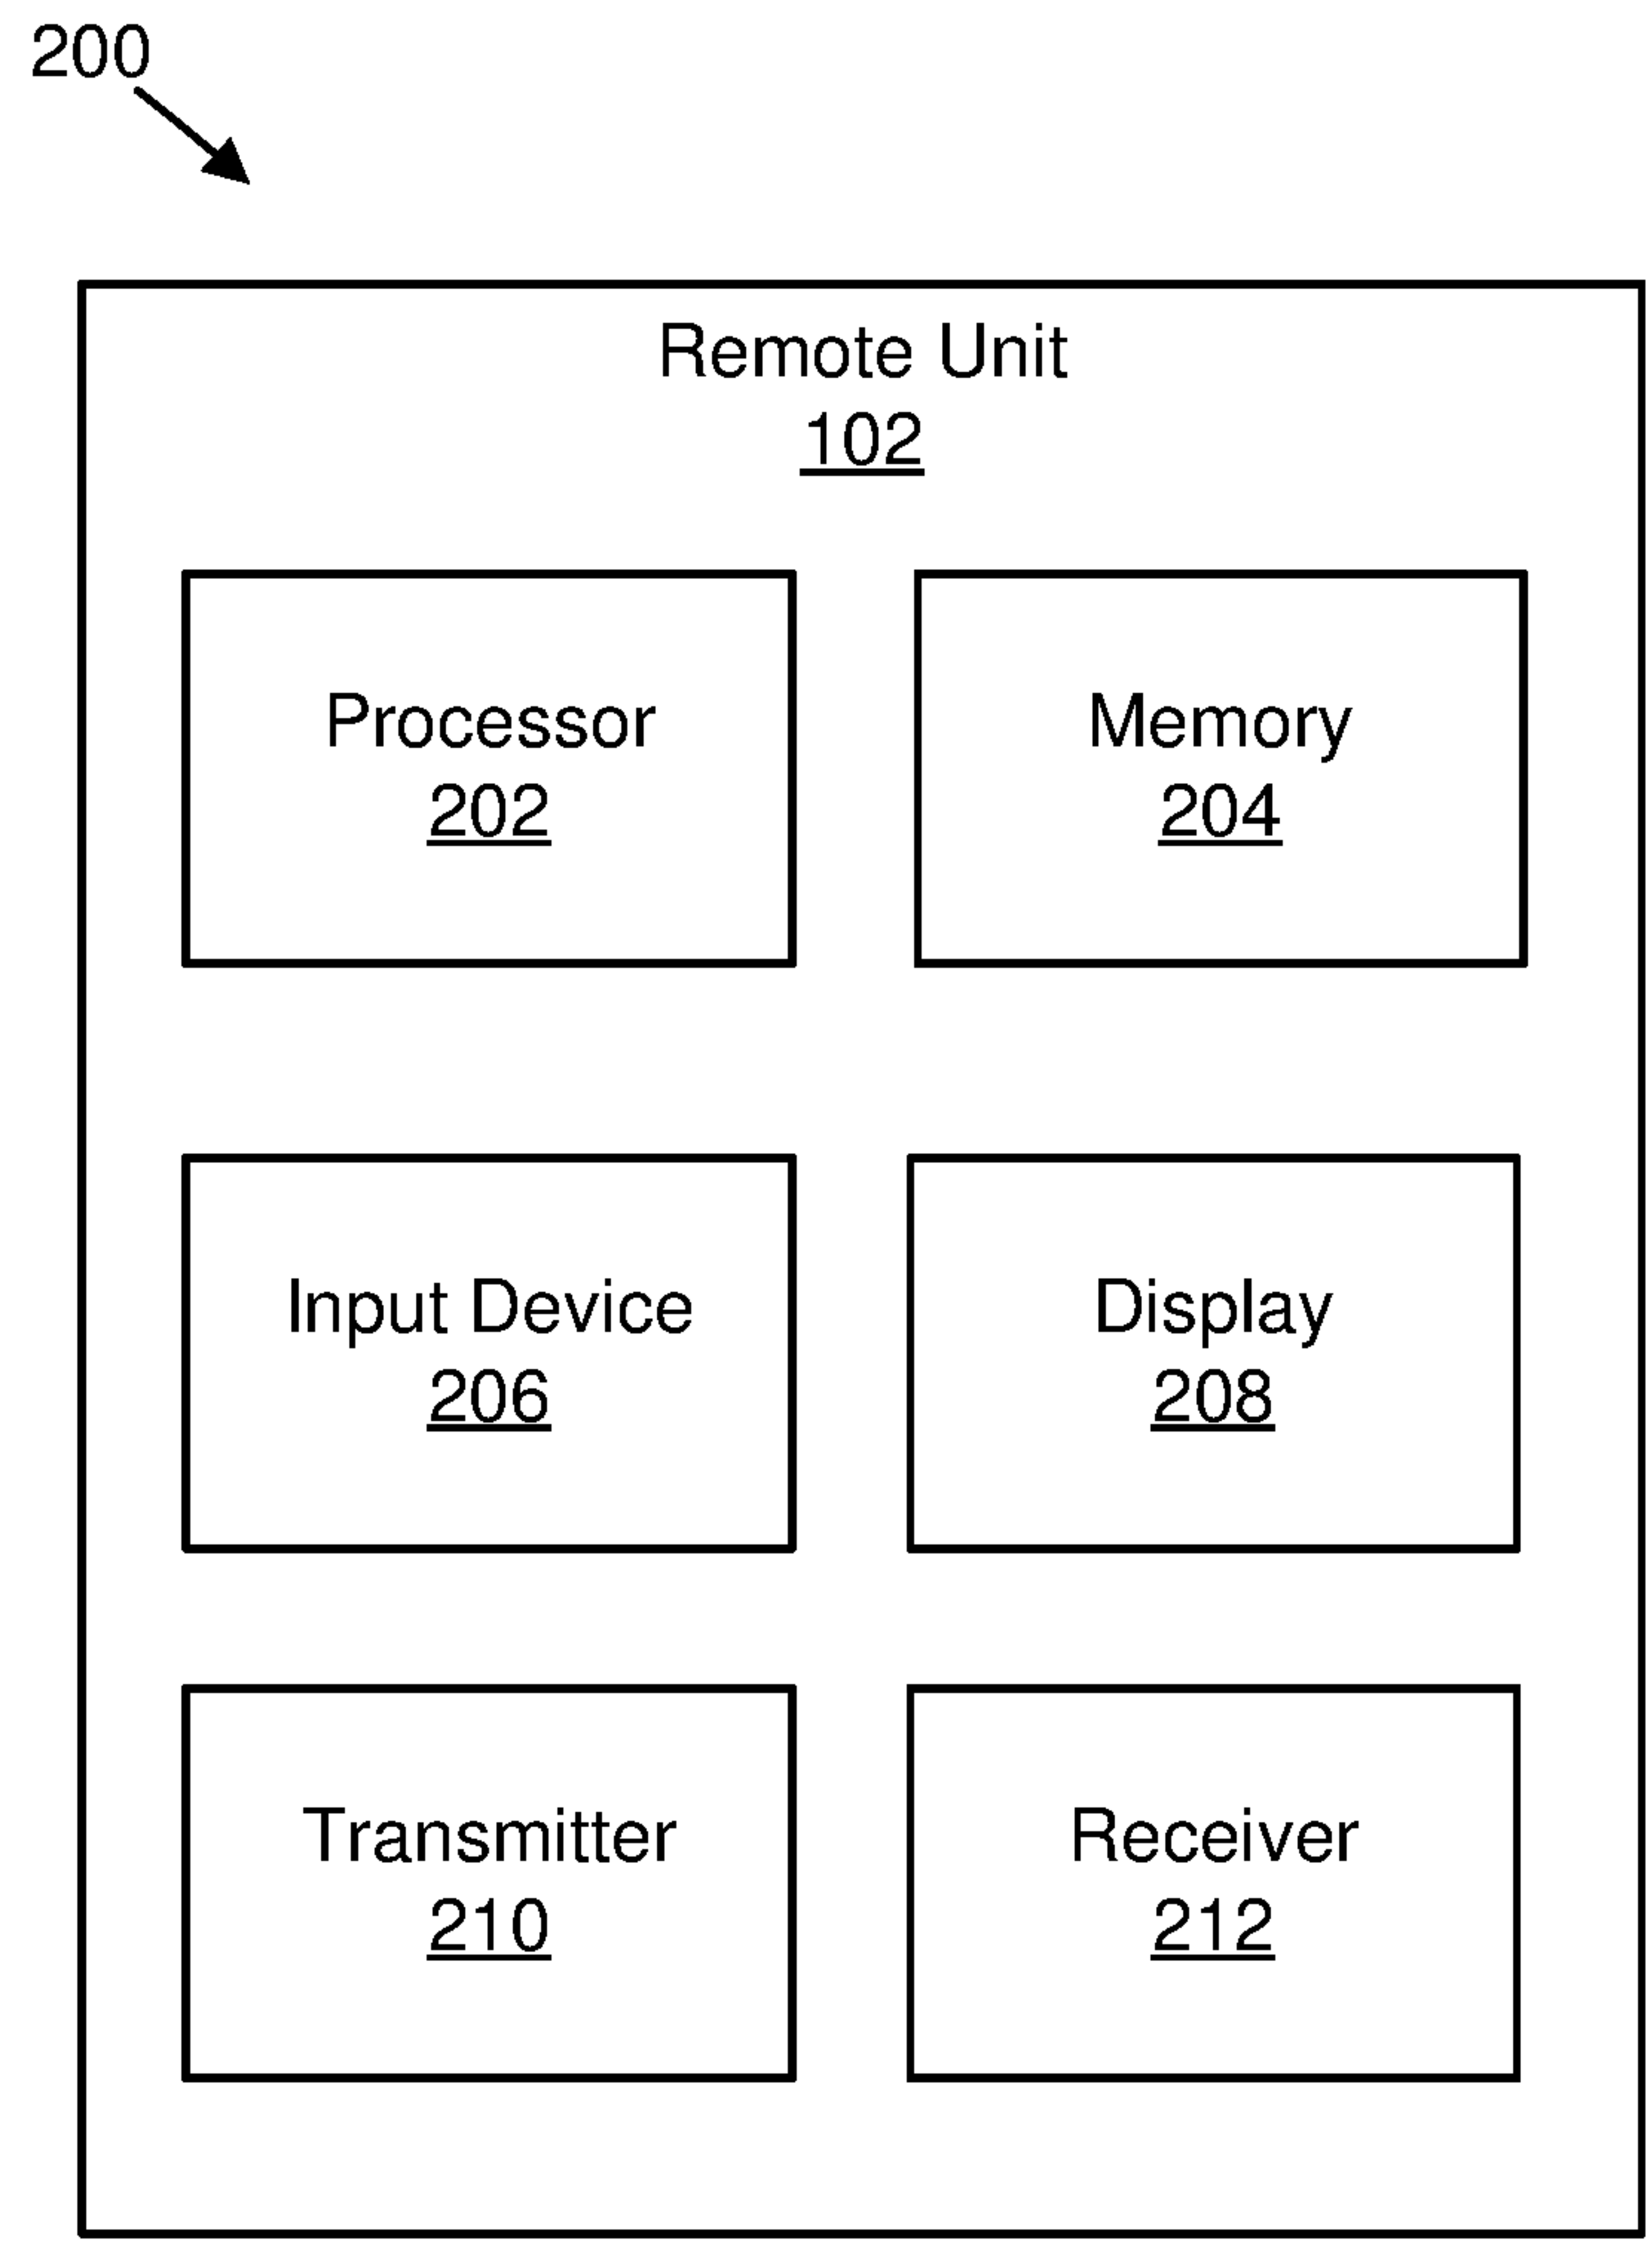 200
Remote Unit
102
Processor
202
Memory
204
Input Device
206
Display
208
Transmitter
210
Receiver
212